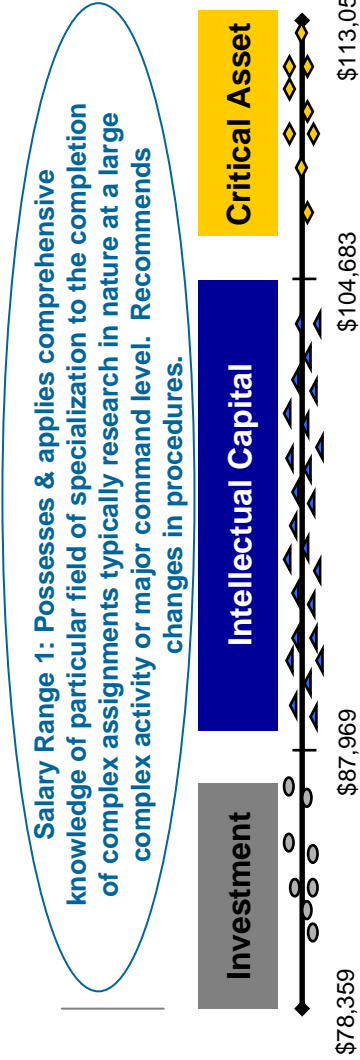 Salary Range 1: Possesses & applies comprehensive
knowledge of particular field of specialization to the completion
of complex assignments typically research in nature at a large
complex activity or major command level.  Recommends
changes in procedures.
Investment
Intellectual Capital
Critical Asset
$78,359
$87,969
$104,683